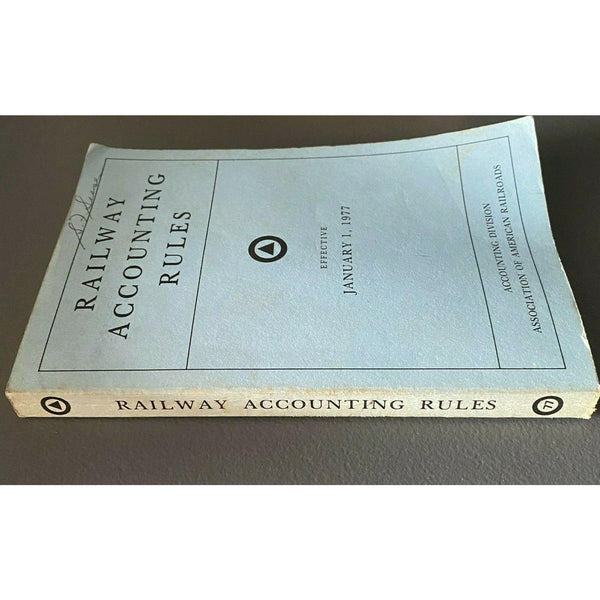 RAILWAY
ACCOUNTING
RULES
EFFECTIVE
JANUARY 1, 1977
ACCOUNTING DIVISION
ASSOCIATION OF AMERICAN RAILROADS
RAILWAY ACCOUNTING RULES